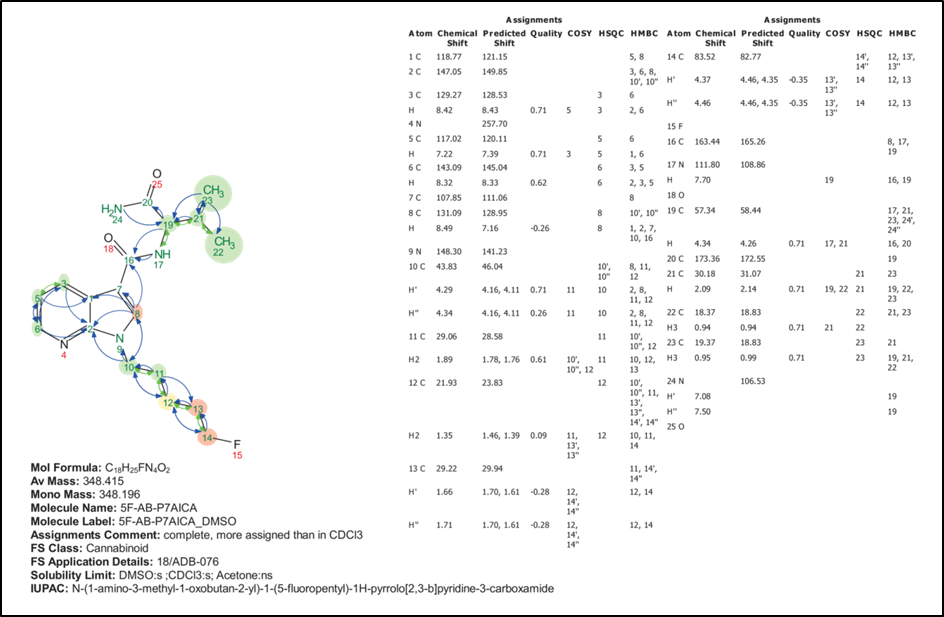 Assignments
Atom Chemical Shift Predicted Shift Quality COSY HSQC HMBC
1 C 118.77 121.15 5, 8
2 C 147.05 149.85 3, 6, 8, 10', 10"
3 C 129.27 128.53 3 6
H 8.42 8.43 0.71 5 3 2, 6
4 N 257.70
5 C 117.02 120.11 5 6
H 7.22 7.39 0.71 3 5 1, 6
6 C 143.09 145.04 6 3, 5
H 8.32 8.33 0.62 6 2, 3, 5
7 C 107.85 111.06 8
8 C 131.09 128.95 8 10', 10"
H 8.49 7.16 -0.26 8 1, 2, 7, 10, 16
9 N 148.30 141.23
10 C 43.83 46.04 10', 10" 8, 11, 12
H' 4.29 4.16, 4.11 0.71 11 10 2, 8, 11, 12
H" 4.34 4.16, 4.11 0.26 11 10 2, 8, 11, 12
11 C 29.06 28.58 11 10', 10", 12
H2 1.89 1.78, 1.76 0.61 10', 10", 12 11 10, 12, 13
12 C 21.93 23.83 12 10', 10", 11, 13', 13", 14', 14"
H2 1.35 1.46, 1.39 0.09 11, 13', 13" 12 10, 11, 14
13 C 29.22 29.94 11, 14', 14"
H' 1.66 1.70, 1.61 -0.28 12, 14', 14" 12, 14
H" 1.71 1.70, 1.61 -0.28 12, 14', 14" 12, 14
Assignments
Atom Chemical Shift Predicted Shift Quality COSY HSQC HMBC
14 C 83.52 82.77 14', 14" 12, 13', 13"
H' 4.37 4.46, 4.35 -0.35 13', 13" 14 12, 13
H" 4.46 4.46, 4.35 -0.35 13', 13" 14 12, 13
15 F
16 C 163.44 165.26 8, 17, 19
17 N 111.80 108.86
H 7.70 19 16, 19
18 O
19 C 57.34 58.44 17, 21, 23, 24', 24"
H 4.34 4.26 0.71 17, 21 16, 20
20 C 173.36 172.55 19
21 C 30.18 31.07 21 23
H 2.09 2.14 0.71 19, 22 21 19, 22, 23
22 C 18.37 18.83 22 21, 23
H3 0.94 0.94 0.71 21 22
23 C 19.37 18.83 23 21
H3 0.95 0.99 0.71 23 19, 21, 22
24 N 106.53
H' 7.08 19
H" 7.50 19
25 O
O
25
CH3
23
20
H2N
24
19
21
CH3
22
O
18
16
NH
17
7
3
5
1
8
6
2
N
4
N
9
10
11
12
13
14
F
15
Mol Formula: C18H25FN4O2
Av Mass: 348.415
Mono Mass: 348.196
Molecule Name: 5F-AB-P7AICA
Molecule Label: 5F-AB-P7AICA_DMSO
Assignments Comment: complete, more assigned than in CDCl3
FS Class: Cannabinoid
FS Application Details: 18/ADB-076
Solubility Limit: DMSO:s ;CDCl3:s; Acetone:ns
IUPAC: N-(1-amino-3-methyl-1-oxobutan-2-yl)-1-(5-fluoropentyl)-1H-pyrrolo[2,3-b]pyridine-3-carboxamide